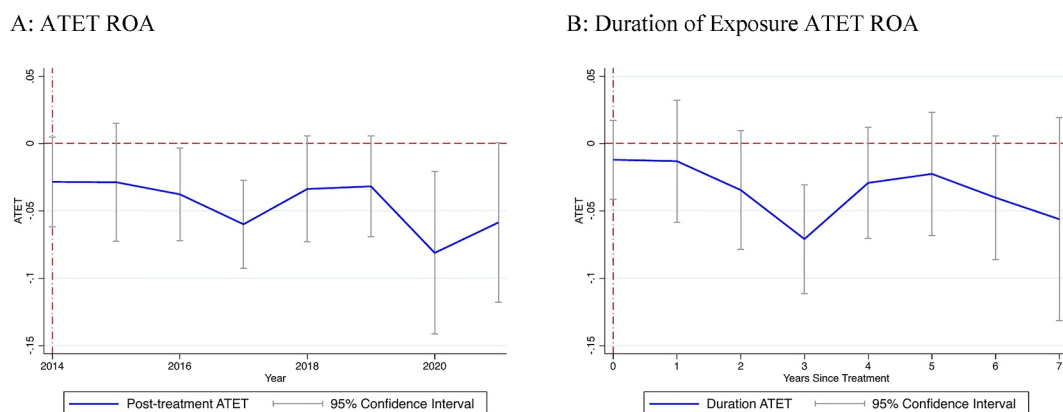 A: ATET ROA
B: Duration of Exposure ATET ROA
.05
0
-.05
-.1
-.15
ATET
2014
2016
2018
2020
Year
Post-treatment ATET
95% Confidence Interval
.05
0
-.05
-.1
-.15
ATET
0
1
2
3
4
5
6
7
Years Since Treatment
Duration ATET
95% Confidence Interval